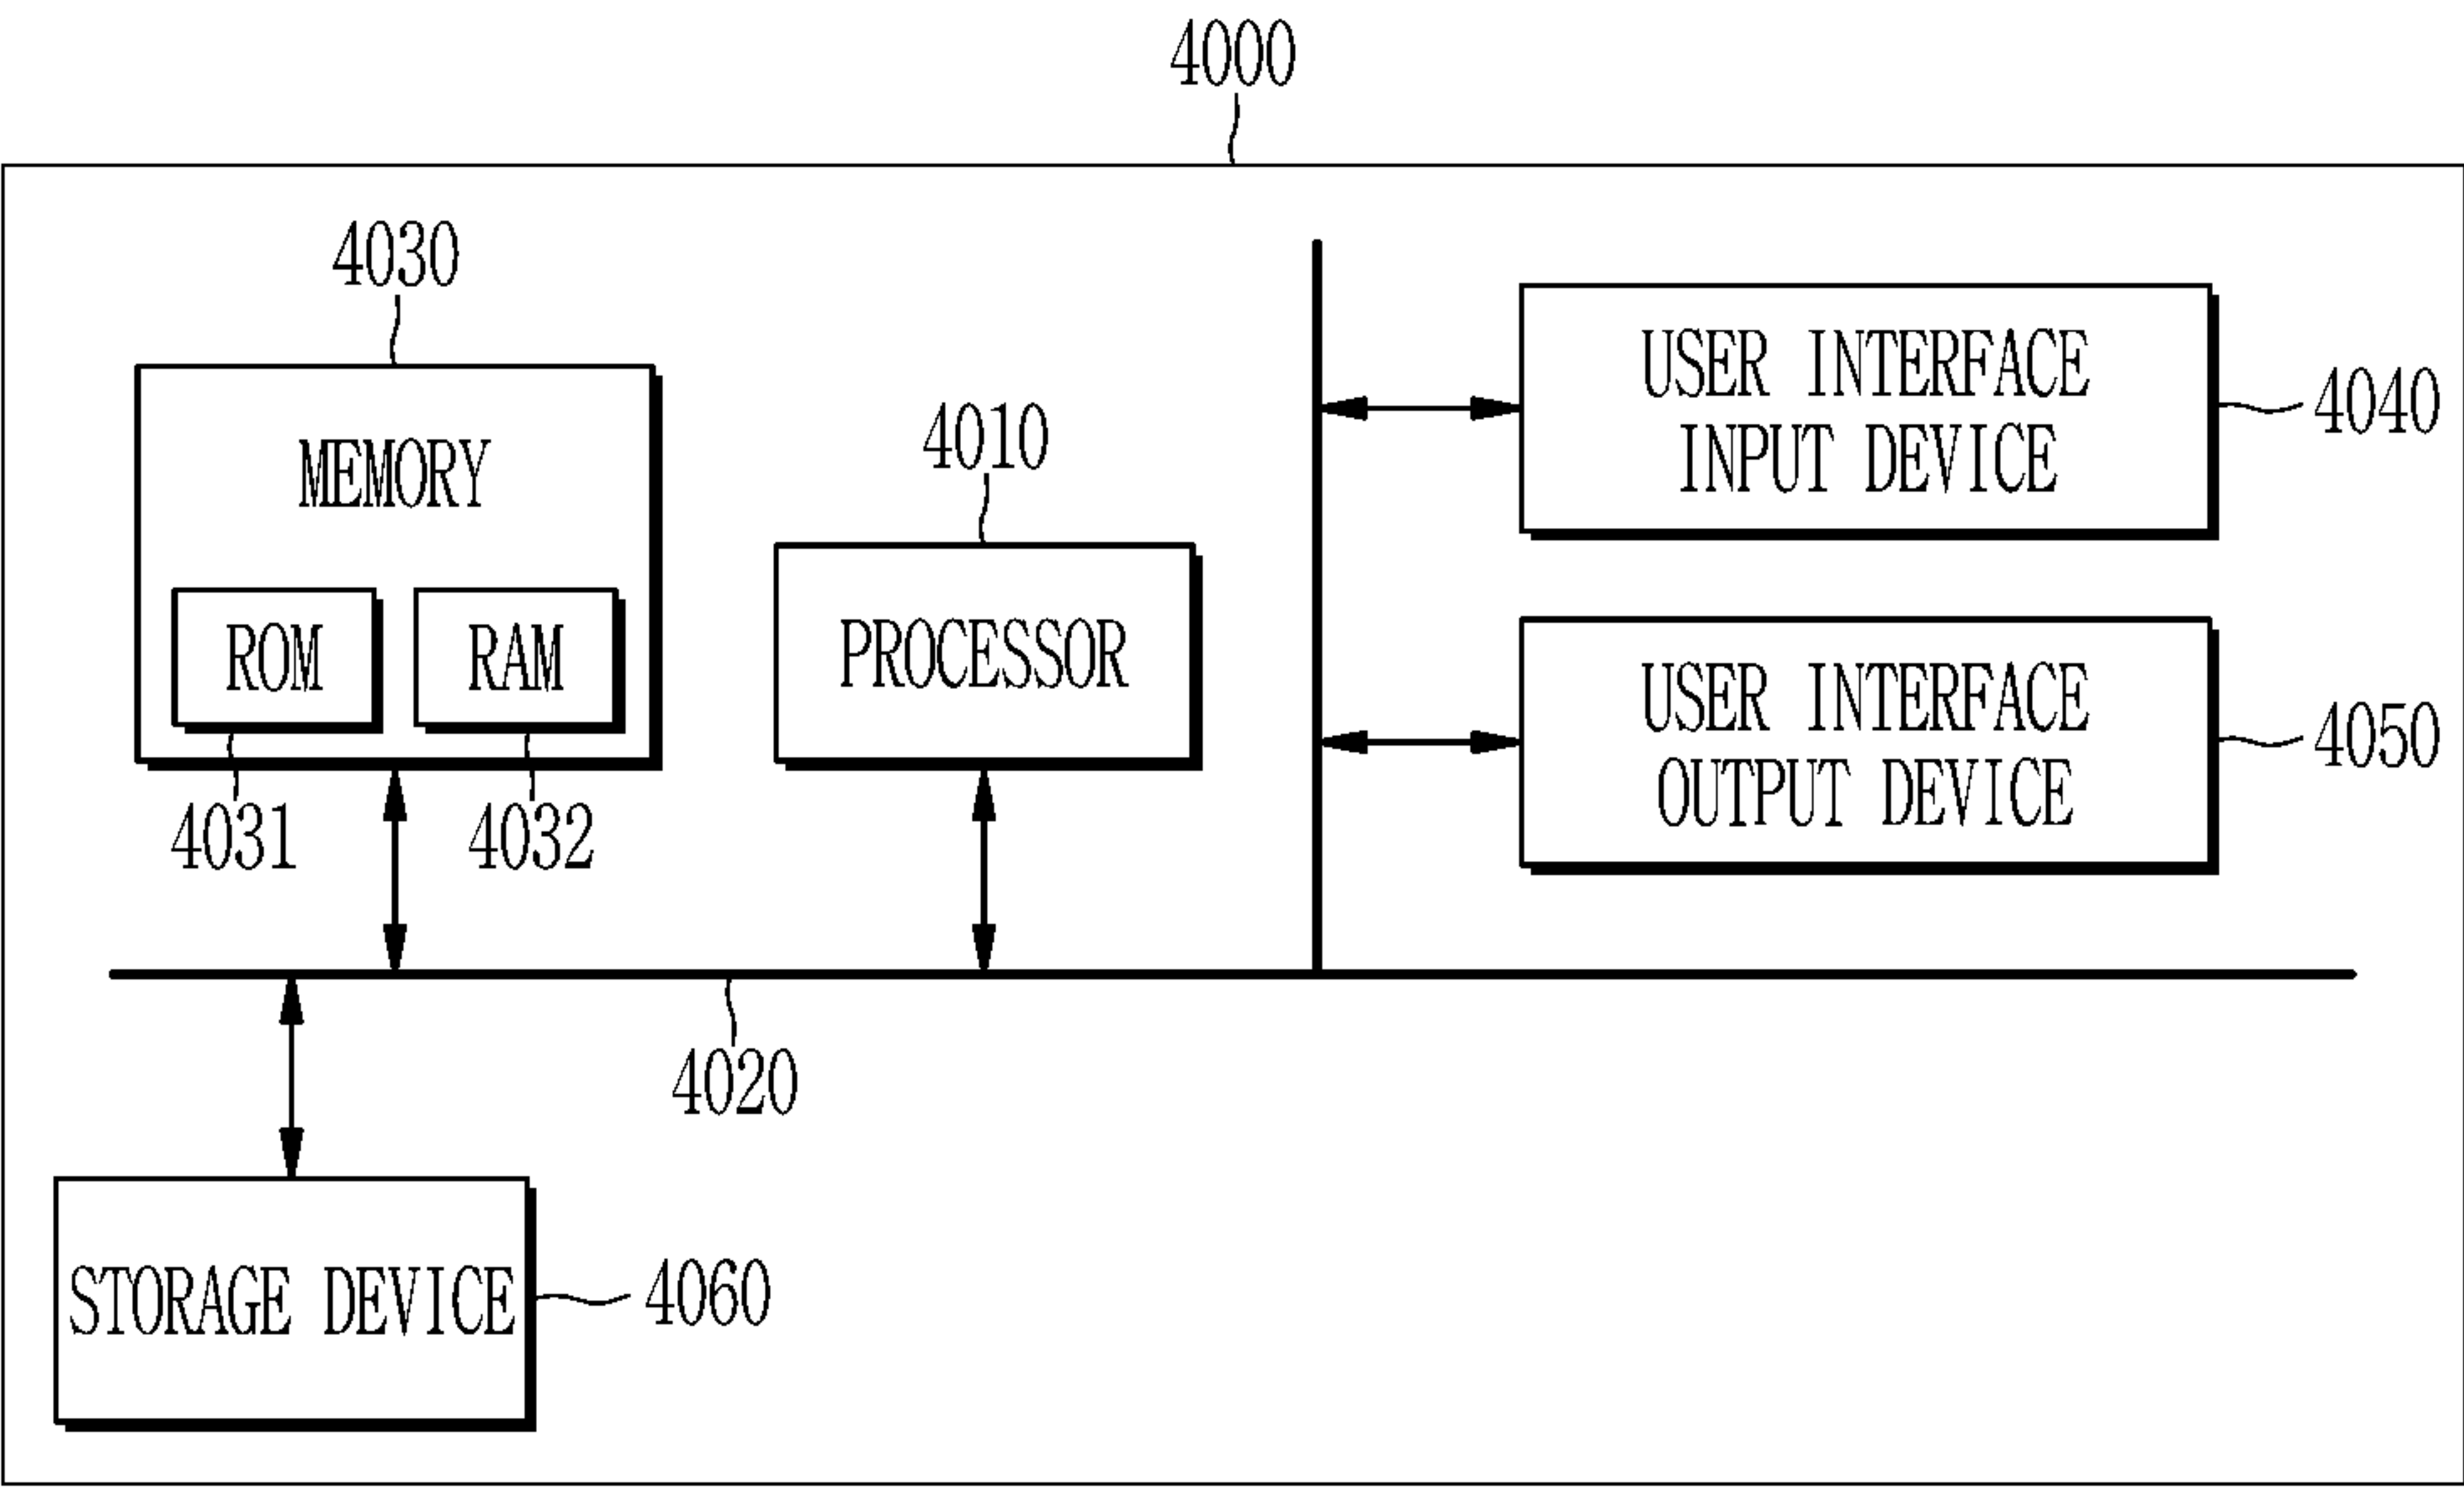 4000
4030
MEMORY
ROM
RAM
4031
4032
4010
PROCESSOR
USER INTERFACE
INPUT DEVICE
4040
USER INTERFACE
OUTPUT DEVICE
4050
4020
STORAGE DEVICE
4060